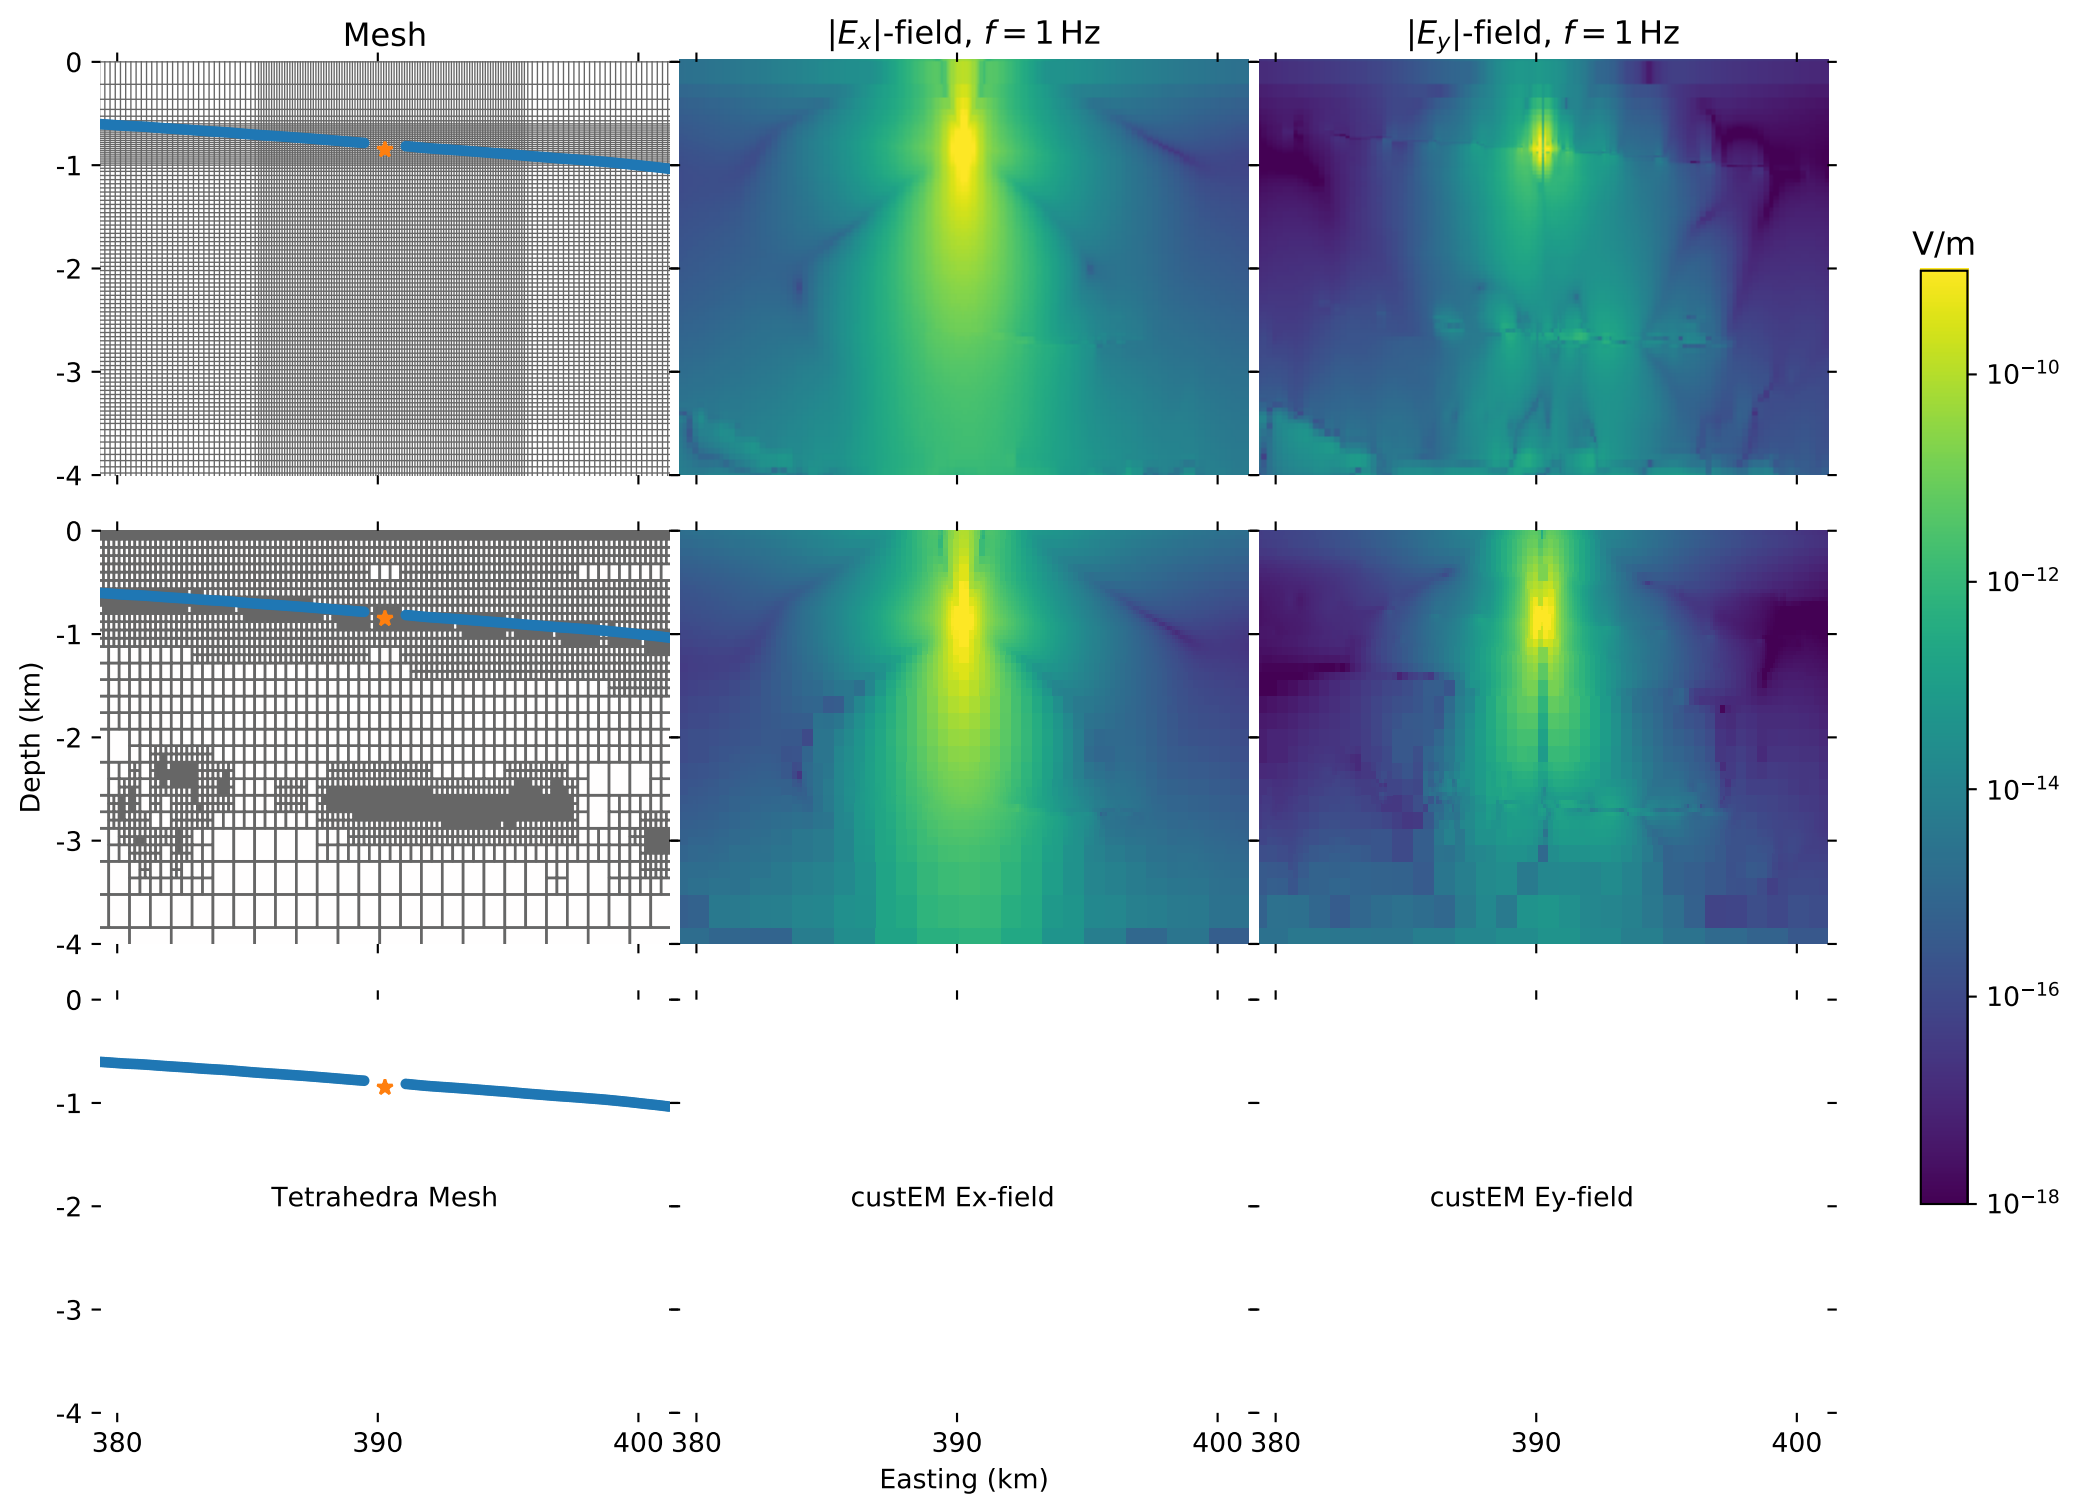 Mesh
|Ex|-field, f = 1 Hz
|Ey|-field, f = 1 Hz
0
-1
-2
-3
-4
V/m
10−10
10−12
10−14
10−16
10−18
0
-1
-2
-3
-4
Depth (km)
0
-1
-2
-3
-4
Tetrahedra Mesh
custEM Ex-field
custEM Ey-field
380 390 400 380 390 400 380 390 400
Easting (km)